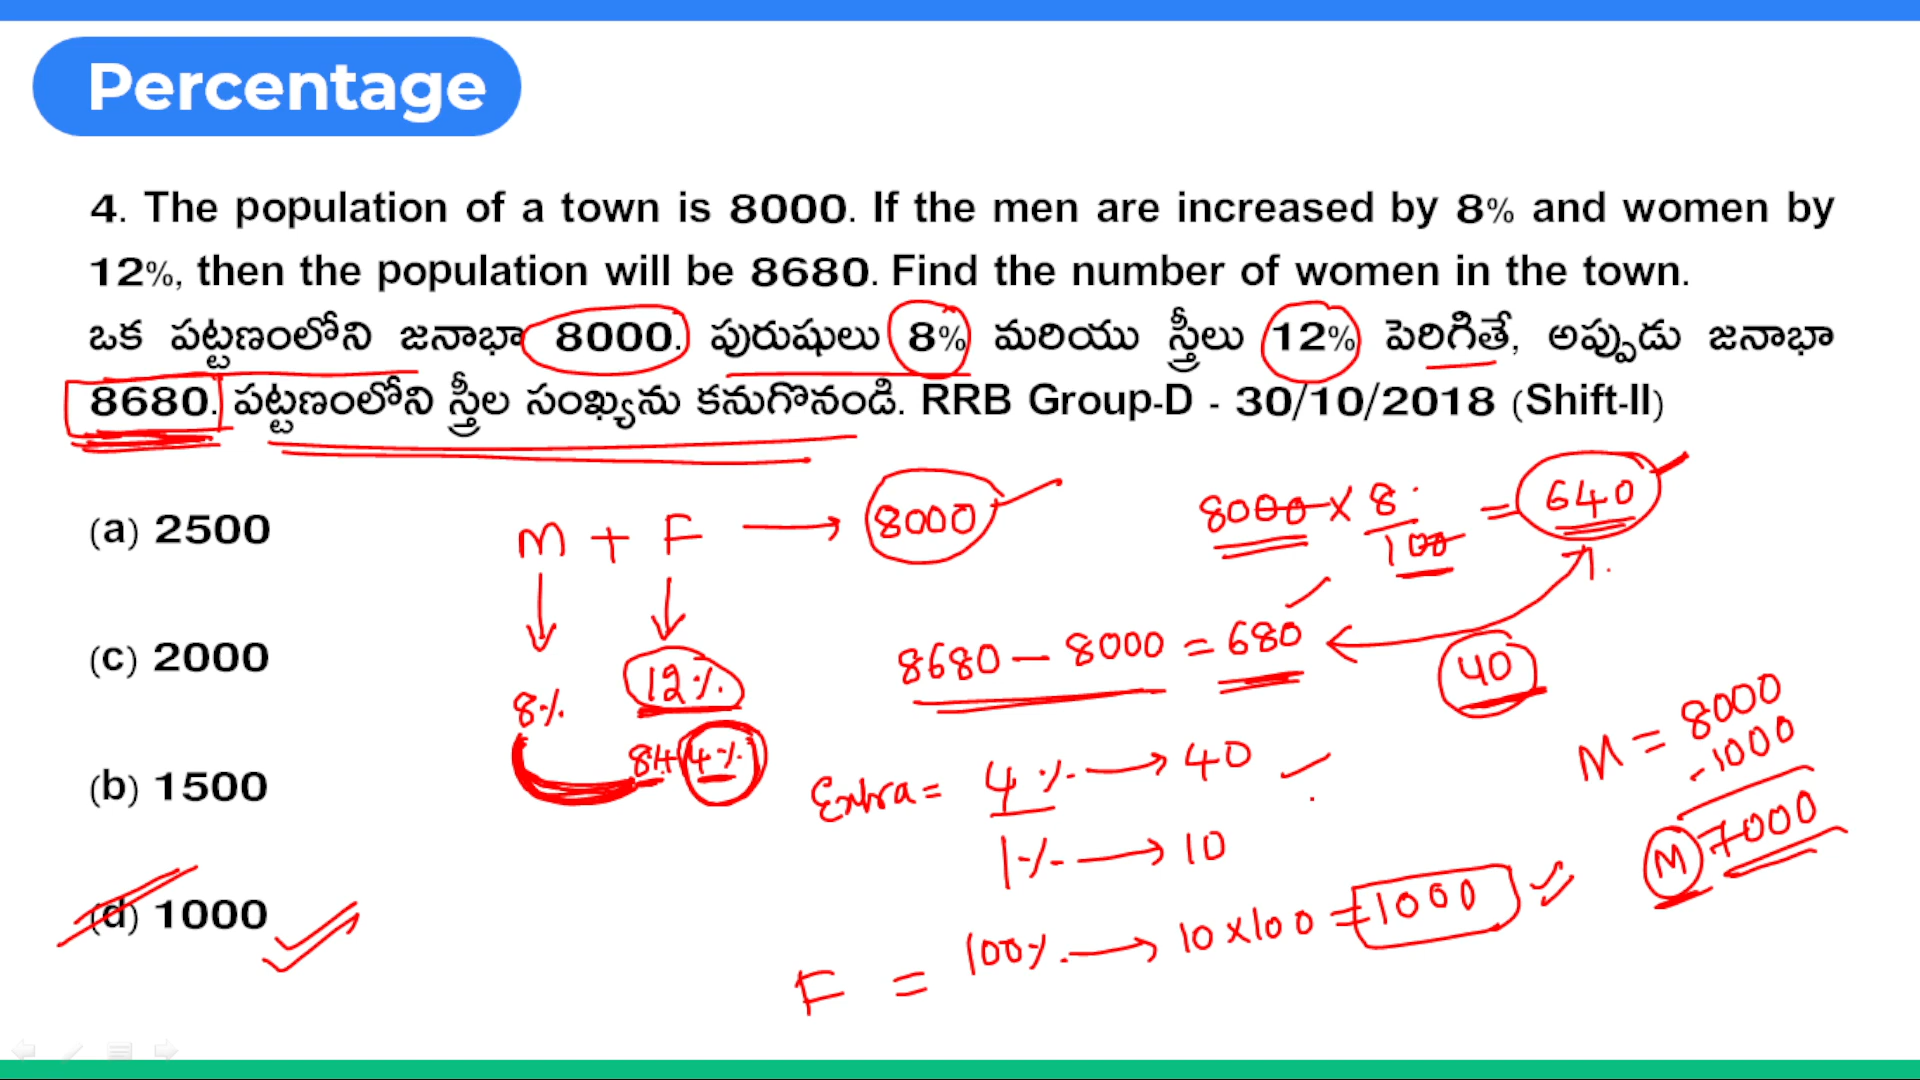 Percentage
4. The population of a town is 8000. If the men are increased by 8% and women by
12%, then the population will be 8680. Find the number of women in the town.
ఒక పట్టణంలోని జనాభా 8000. పురుషులు 8% మరియు స్త్రీలు 12% పెరిగితే, అప్పుడు జనాభా
8680. పట్టణంలోని స్త్రీల సంఖ్యను కనుగొనండి. RRB Group-D - 30/10/2018 (Shift-II)
(a) 2500
(c) 2000
(b) 1500
(d) 1000
M + F → 8000
8% 12%
8+4%
8000 × 8/100 = 640
8680 - 8000 = 680
40
Extra = 4% → 40
1% → 10
F = 100% → 10×100 = 1000
M = 8000
-1000
M 7000